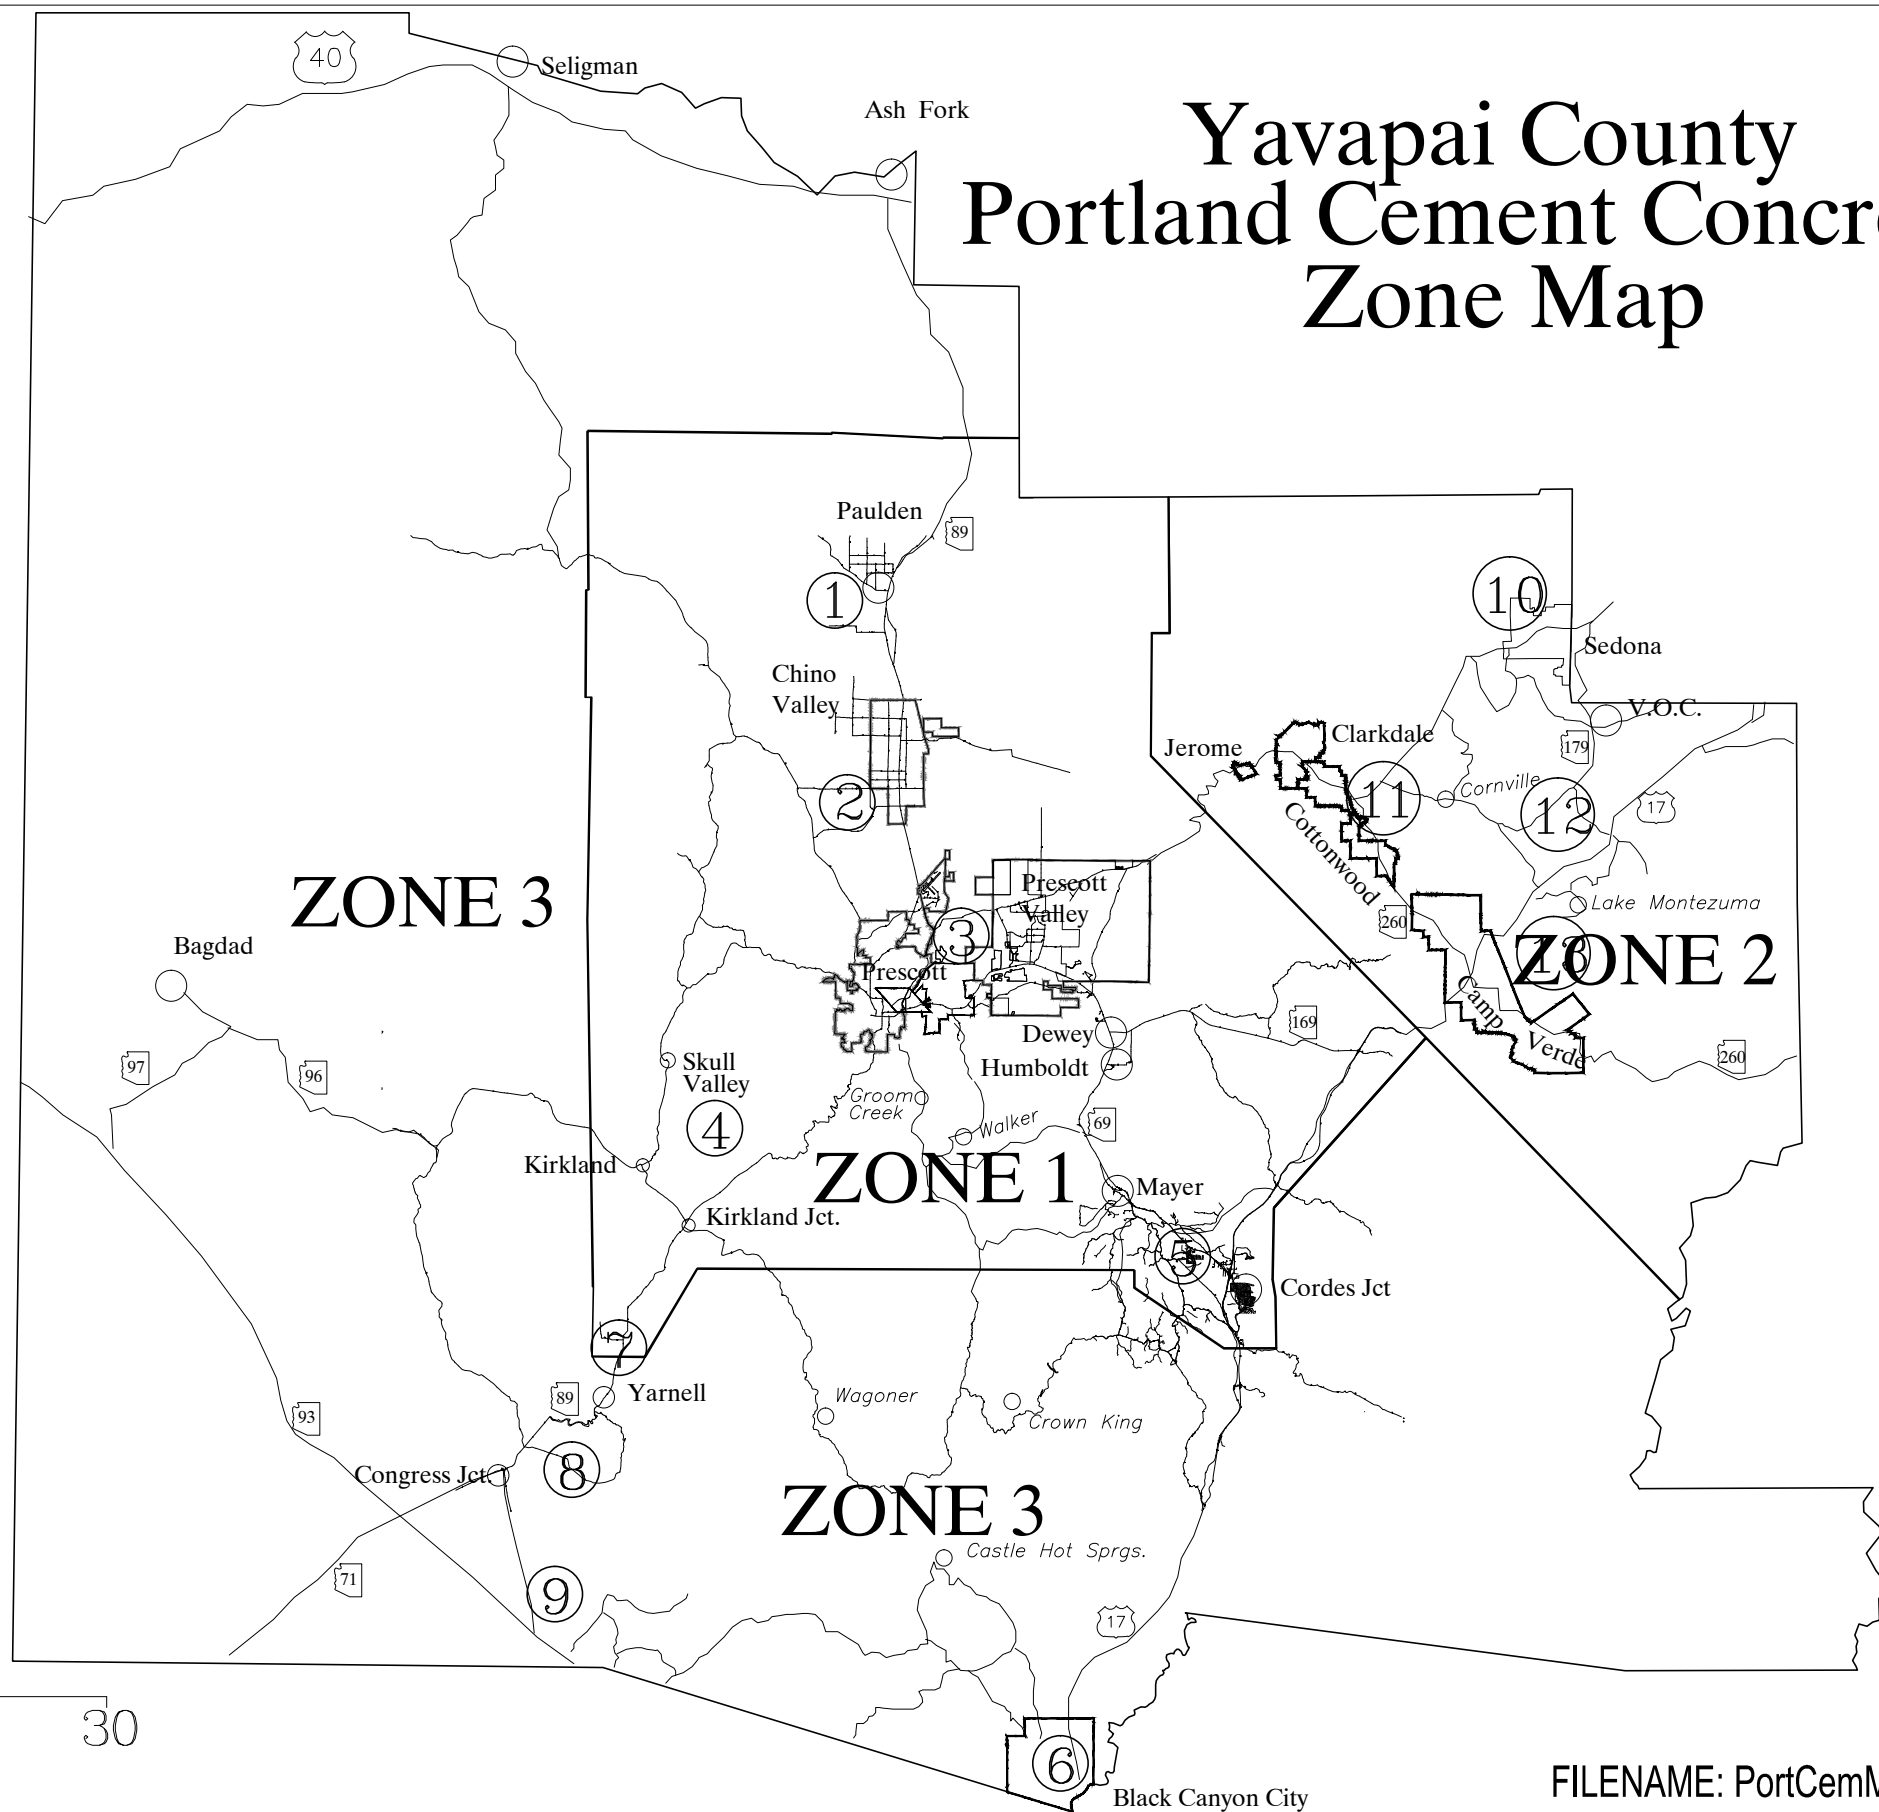 40
Seligman
Ash Fork
Yavapai County
Portland Cement Concr
Zone Map
Paulden
89
1
10
Sedona
Chino
Valley
V.O.C.
Clarkdale
Jerome
179
2
11
Cornville
12
17
Cottonwood
ZONE 3
Prescott
Valley
Lake Montezuma
260
3
Bagdad
13
ZONE 2
Prescott
Camp
Verde
169
Dewey
Humboldt
260
97
96
Skull
Valley
Groom
Creek
4
Walker
69
Kirkland
ZONE 1
Mayer
Kirkland Jct.
5
Cordes Jct
7
89
Yarnell
Wagoner
93
Crown King
Congress Jct.
8
ZONE 3
Castle Hot Sprgs.
71
9
17
30
6
Black Canyon City
FILENAME: PortCemM